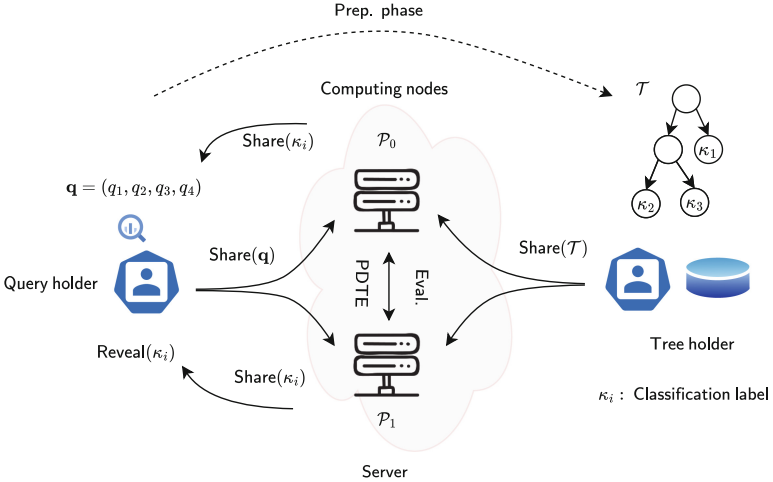 Prep. phase
Computing nodes
𝒯
Share(κ_i)
𝒫_0
κ_1
q = (q_1, q_2, q_3, q_4)
κ_2
κ_3
Share(q)
Share(𝒯)
Query holder
PDTE
Eval.
Reveal(κ_i)
Tree holder
Share(κ_i)
κ_i : Classification label
𝒫_1
Server